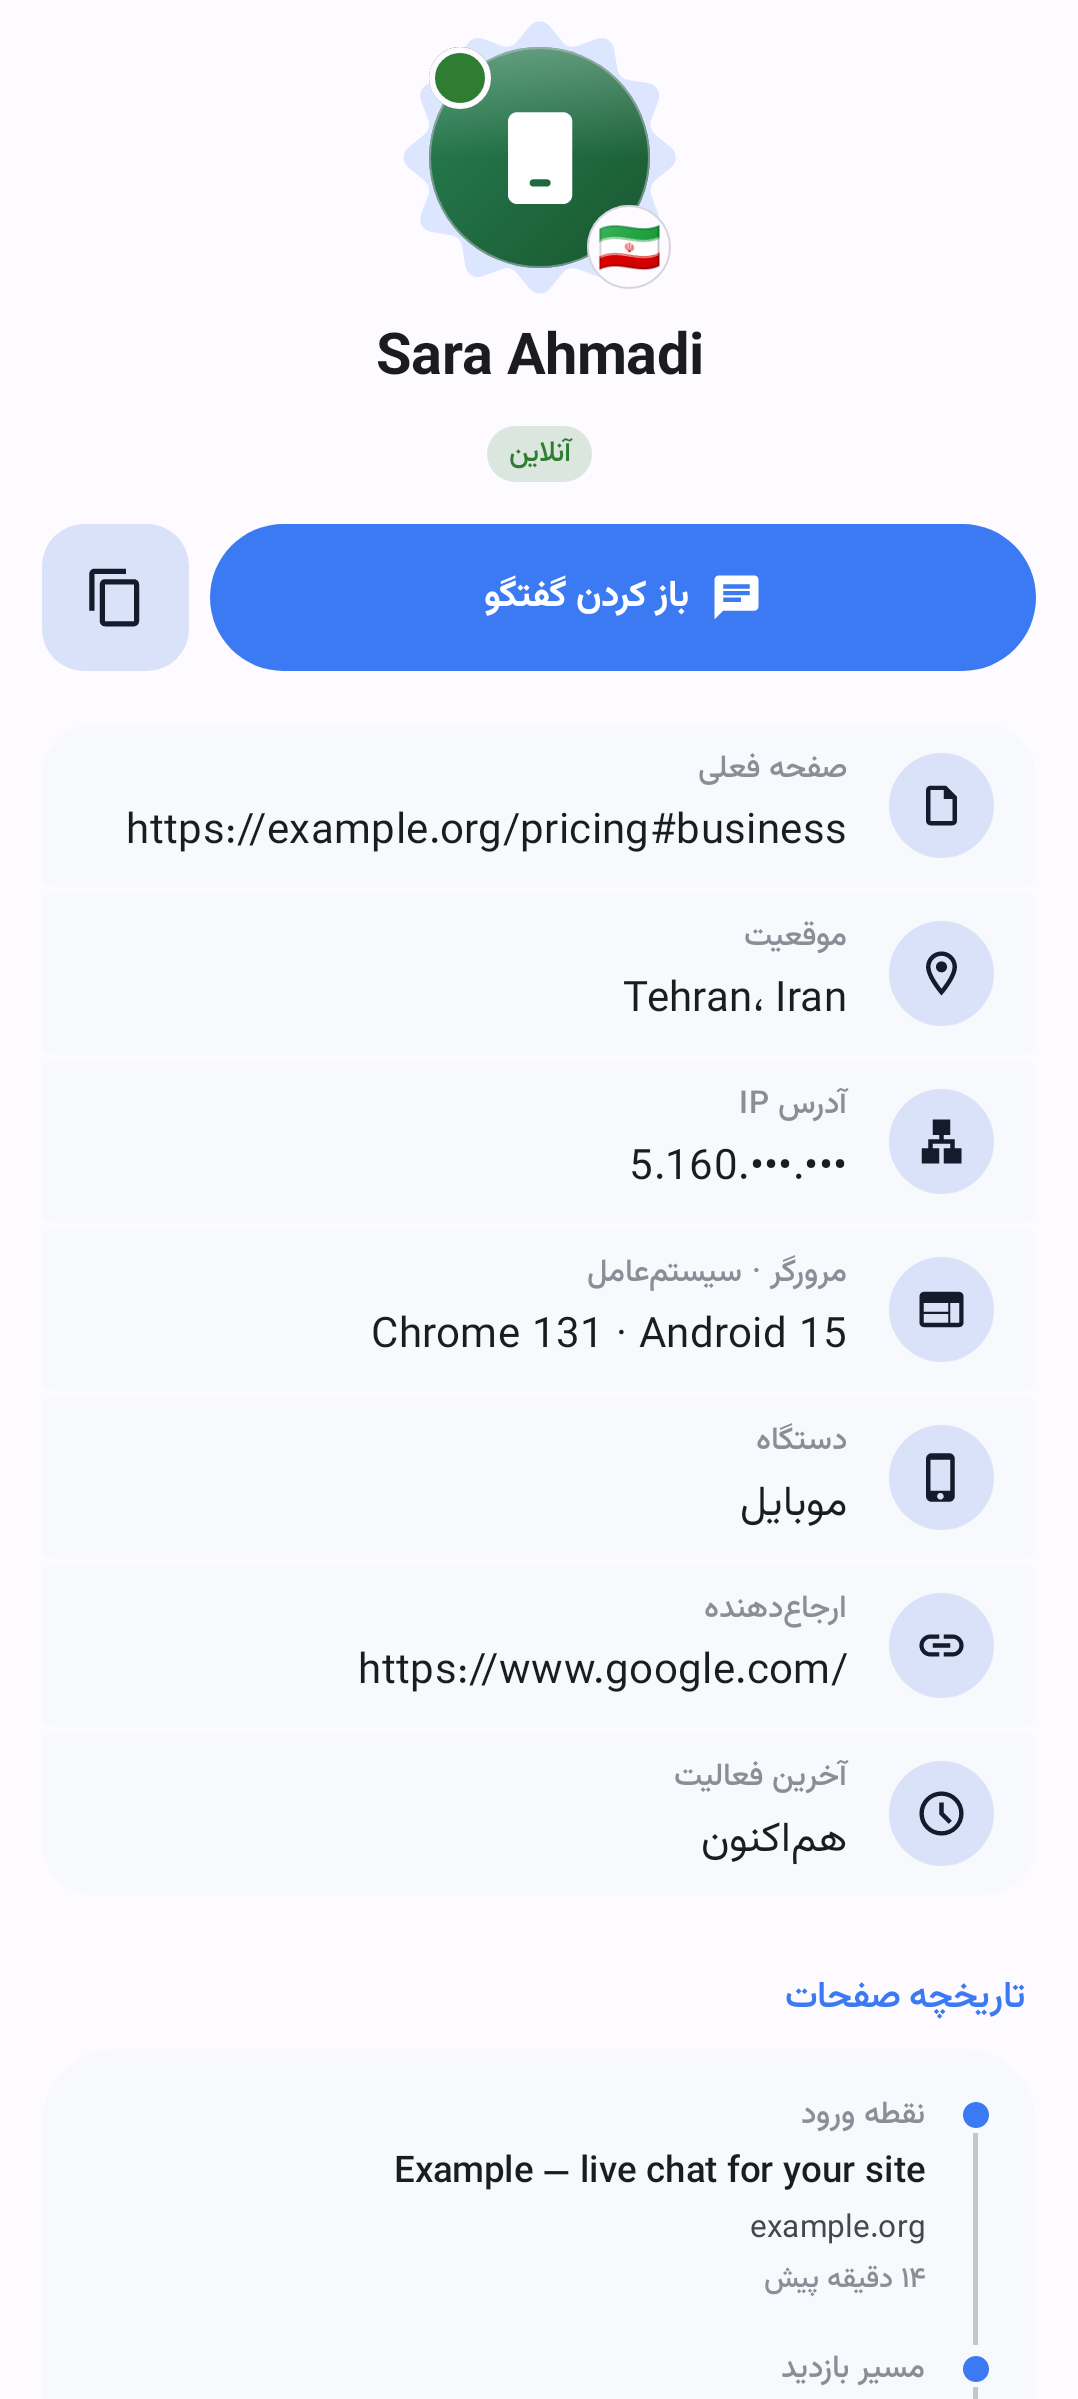 Sara Ahmadi
آنلاین
باز کردن گفتگو
صفحه فعلی
https://example.org/pricing#business
موقعیت
Tehran، Iran
آدرس IP
5.160.•••.•••
مرورگر · سیستم‌عامل
Chrome 131 · Android 15
دستگاه
موبایل
ارجاع‌دهنده
https://www.google.com/
آخرین فعالیت
هم‌اکنون
تاریخچه صفحات
نقطه ورود
Example — live chat for your site
example.org
۱۴ دقیقه پیش
مسیر بازدید